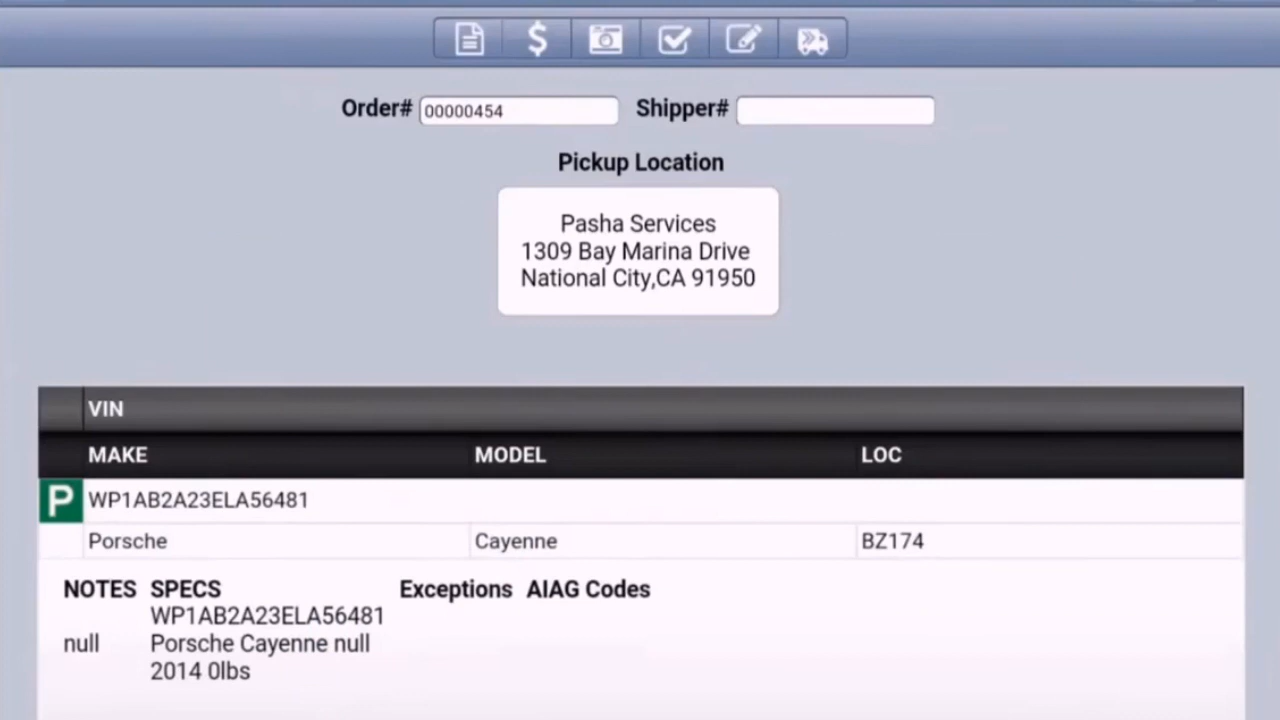 Order# 00000454 Shipper#
Pickup Location
Pasha Services
1309 Bay Marina Drive
National City,CA 91950
VIN
MAKE MODEL LOC
P WP1AB2A23ELA56481
Porsche Cayenne BZ174
NOTES SPECS Exceptions AIAG Codes
WP1AB2A23ELA56481
null Porsche Cayenne null
2014 0lbs